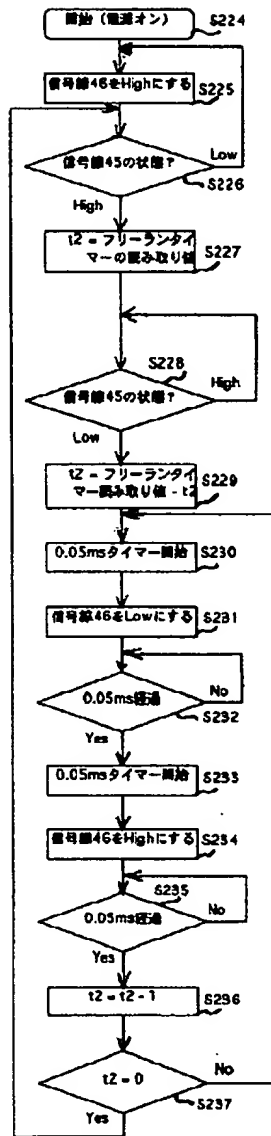 開始（電源オン）
S224
信号線46をHighにする
S225
信号線45の状態？
Low
S226
High
t2 = フリーランタイ
マーの読み取り値
S227
S228
信号線45の状態？
High
Low
t2 = フリーランタイ
マー読み取り値 - t2
S229
0.05msタイマー開始
S230
信号線46をLowにする
S231
0.05ms経過
No
S232
Yes
0.05msタイマー開始
S233
信号線46をHighにする
S234
S235
0.05ms経過
No
Yes
t2 = t2 - 1
S236
t2 = 0
No
S237
Yes